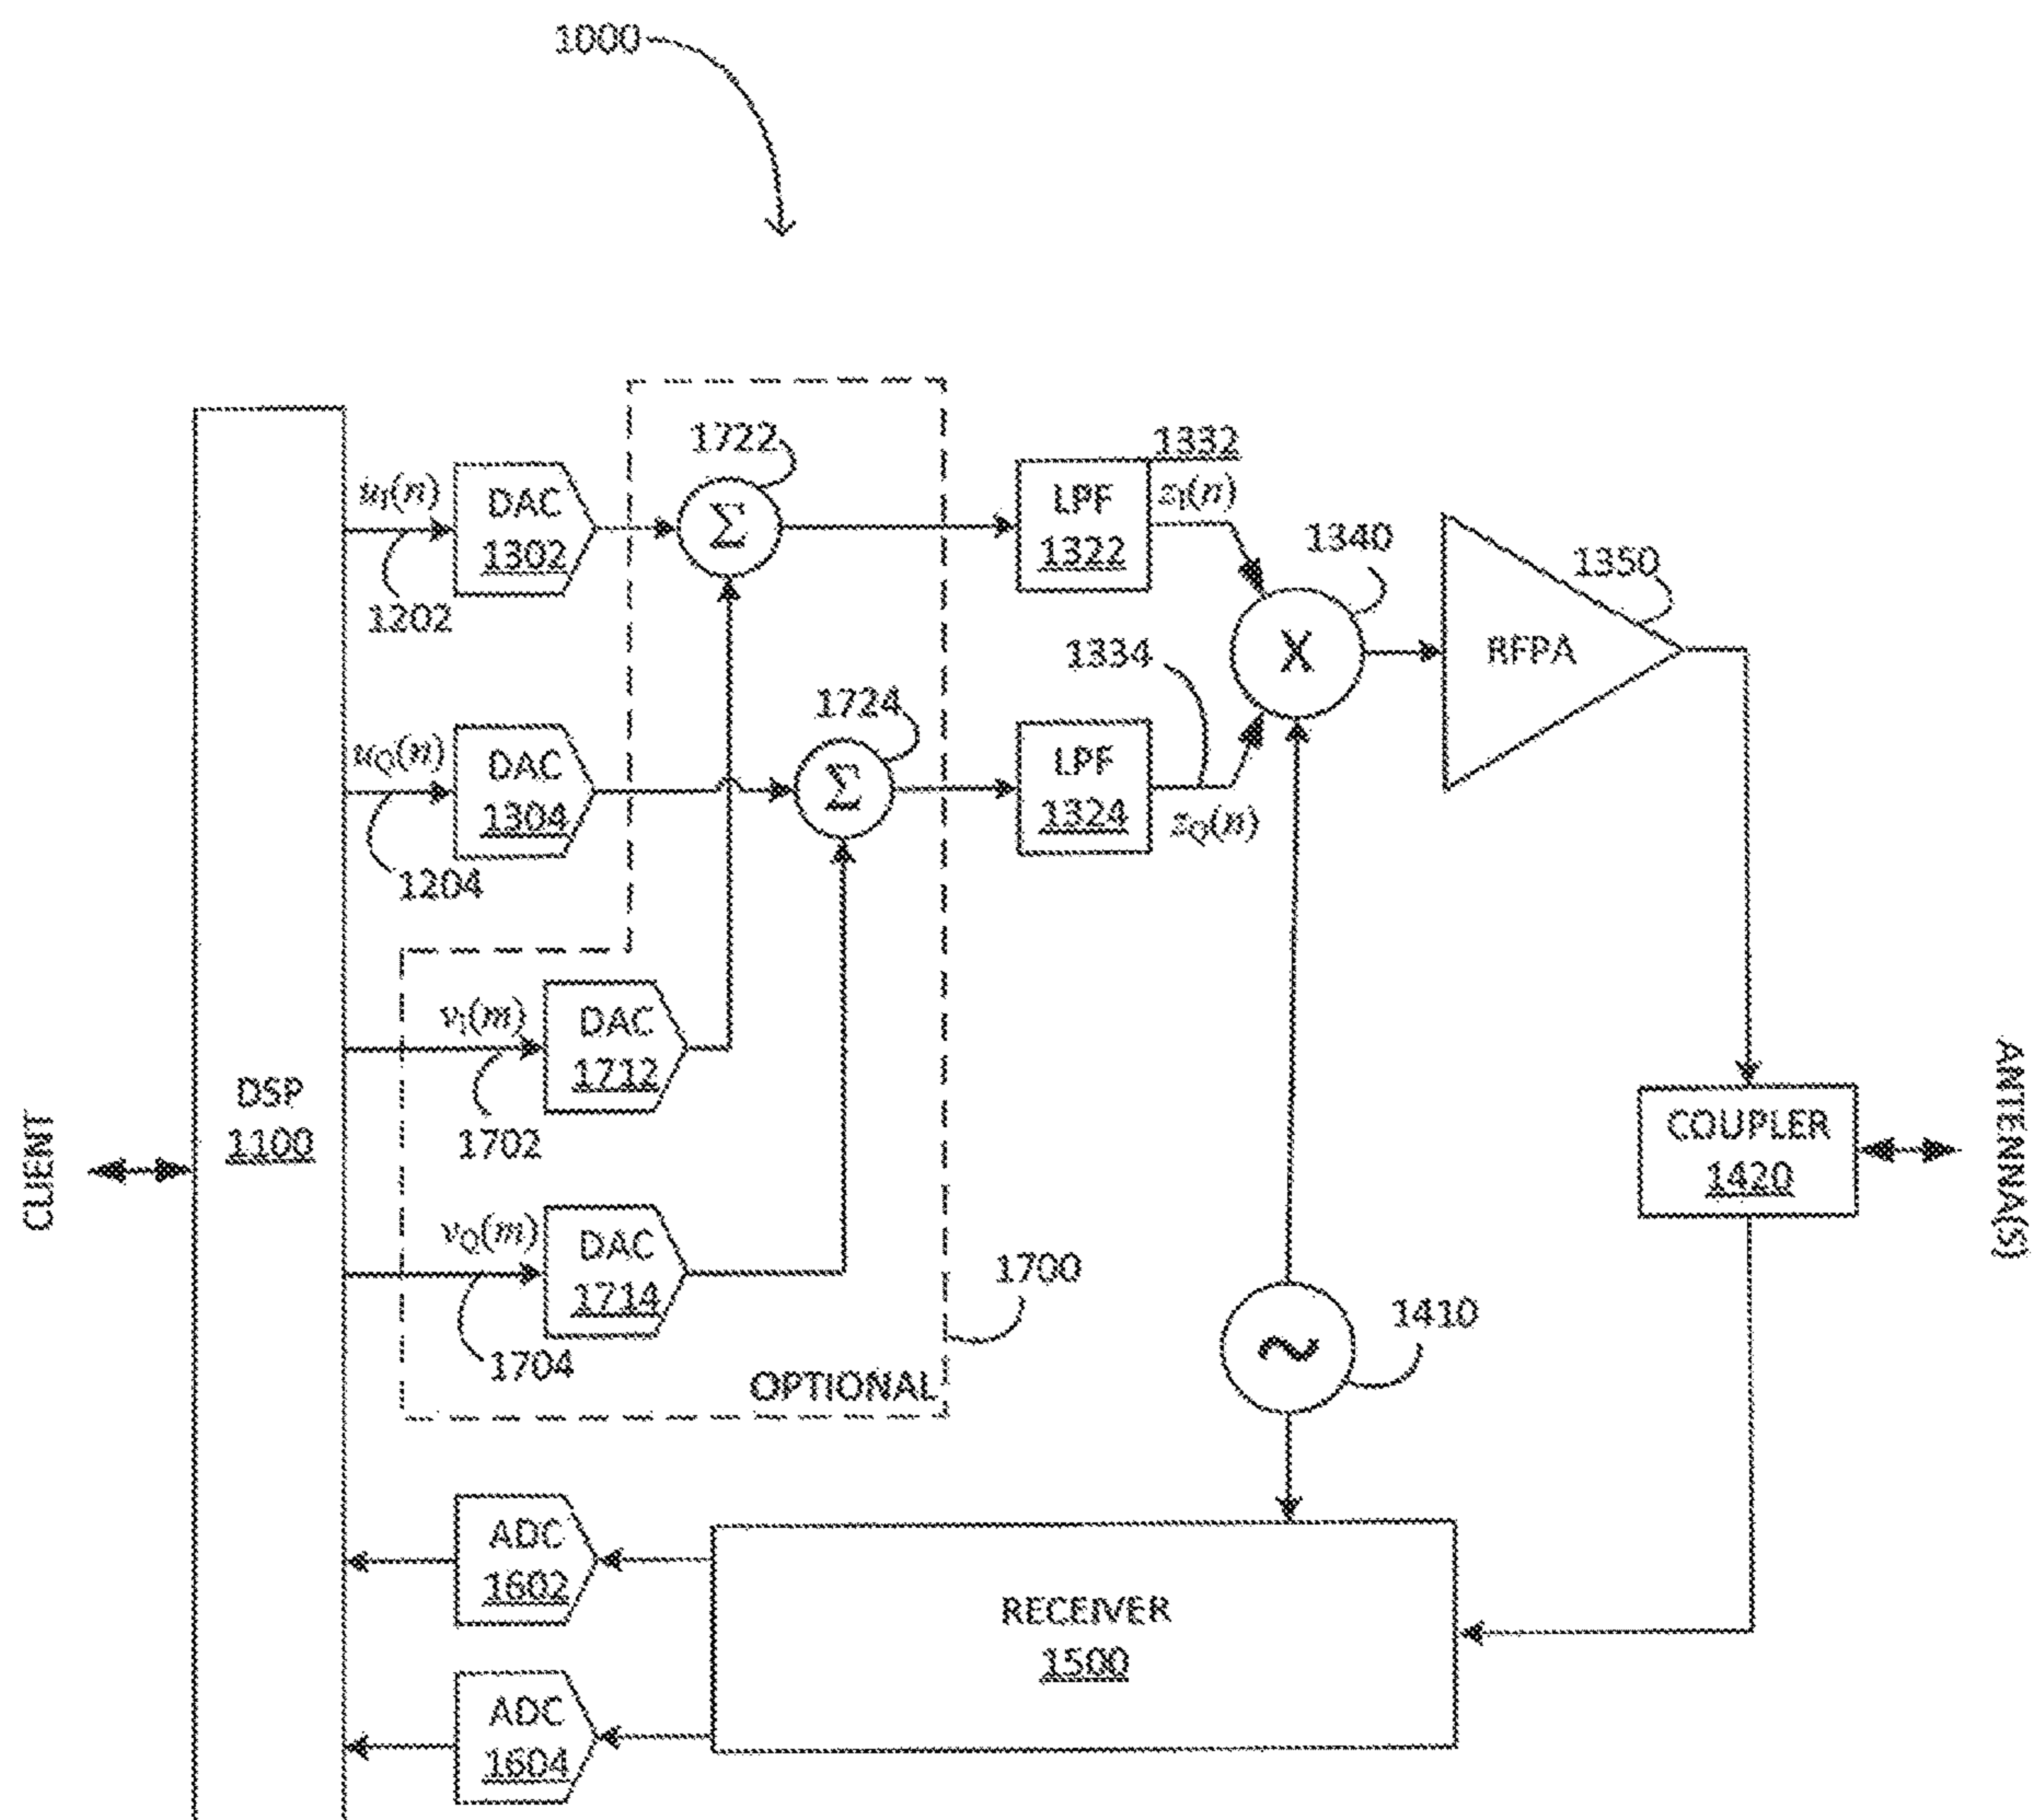 1000
1722
1332
u_I(n)
DAC
1302
Σ
LPF
1322
z_I(n)
1340
1350
1202
X
RFPA
1334
1724
u_Q(n)
DAC
1304
Σ
LPF
1324
z_Q(n)
1204
v_I(m)
DAC
1712
1702
DSP
1100
CLIENT
COUPLER
1420
ANTENNA(S)
v_Q(m)
DAC
1714
1704
1700
OPTIONAL
~
1410
ADC
1602
RECEIVER
1500
ADC
1604